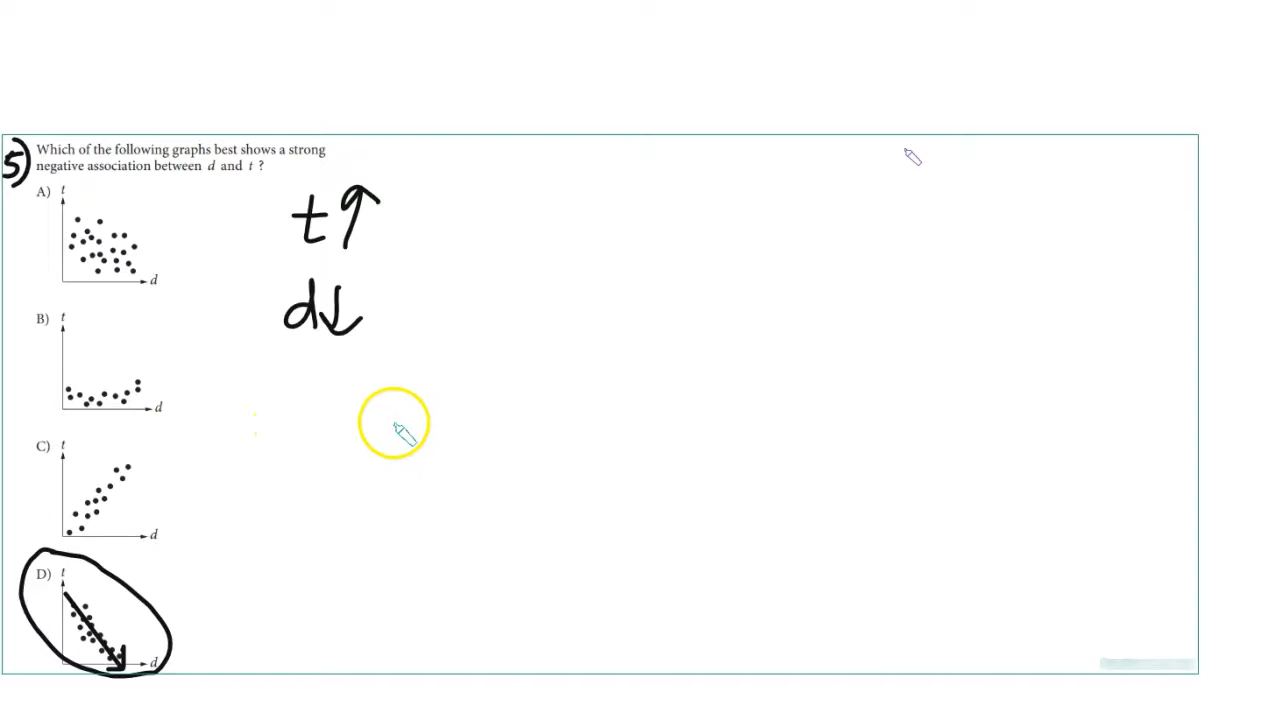 5)
Which of the following graphs best shows a strong
negative association between d and t ?
A) t
d
t↑
d↓
B) t
d
C) t
d
D) t
d